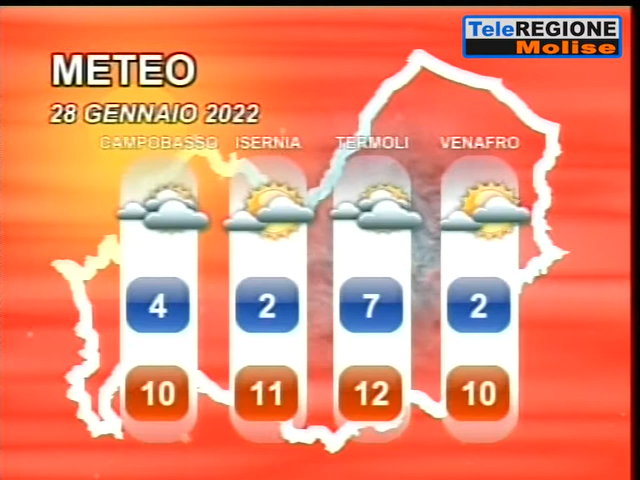 TeleREGIONE
Molise
METEO
28 GENNAIO 2022
CAMPOBASSO ISERNIA TERMOLI VENAFRO
4 2 7 2
10 11 12 10